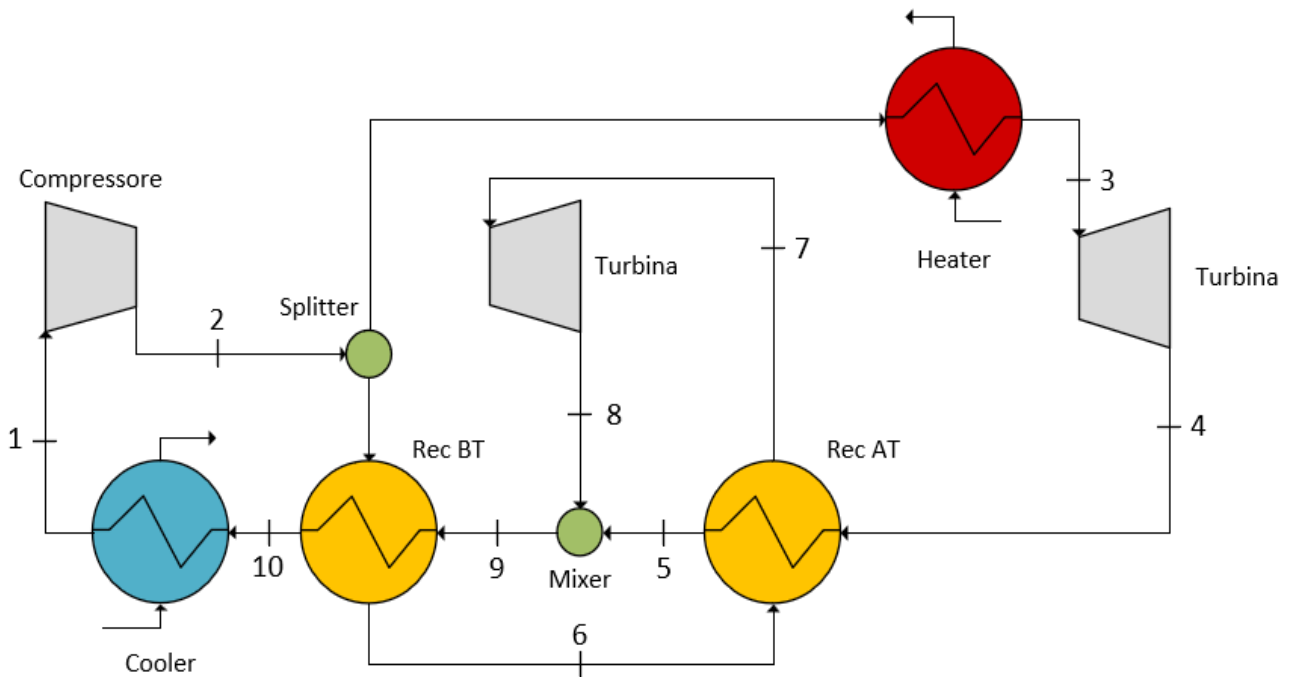 Compressore
3
Heater
Turbina
7
Turbina
Splitter
2
1
8
4
Rec BT
Rec AT
10
9
5
Mixer
6
Cooler